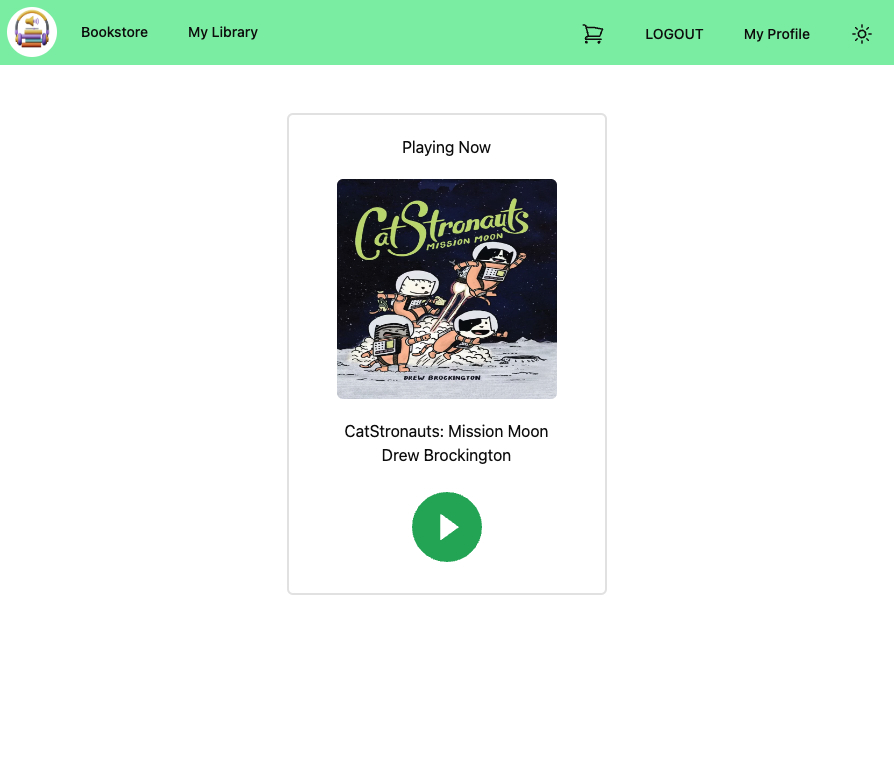 Bookstore
My Library
LOGOUT
My Profile
Playing Now
CatStronauts
MISSION MOON
DREW BROCKINGTON
CatStronauts: Mission Moon
Drew Brockington